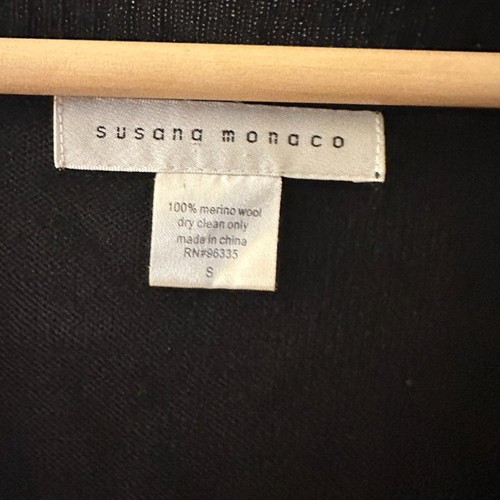 susana monaco
100% merino wool
dry clean only
made in china
RN#96335
S